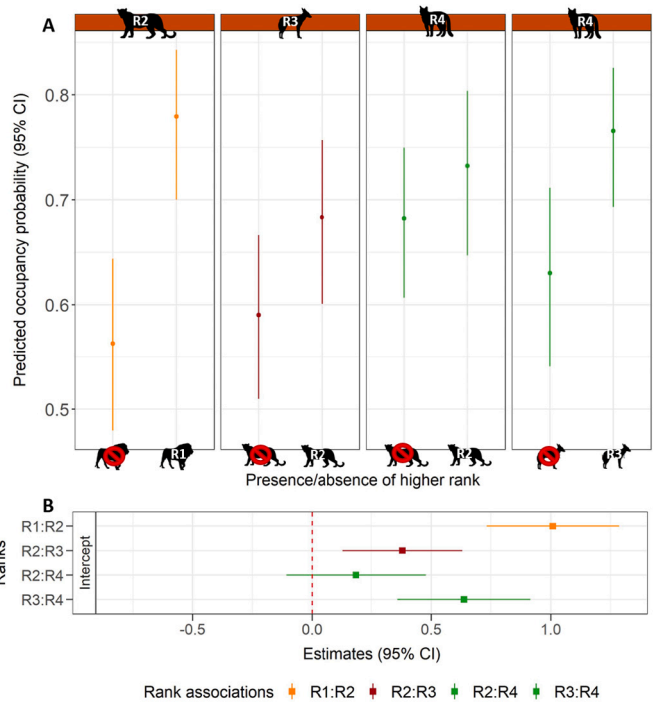 A
R2
R3
R4
R4
Predicted occupancy probability (95% CI)
0.8
0.7
0.6
0.5
R1
R2
R2
R3
Presence/absence of higher rank
B
Ranks
R1:R2
R2:R3
R2:R4
R3:R4
Intercept
-0.5
0.0
0.5
1.0
Estimates (95% CI)
Rank associations R1:R2 R2:R3 R2:R4 R3:R4